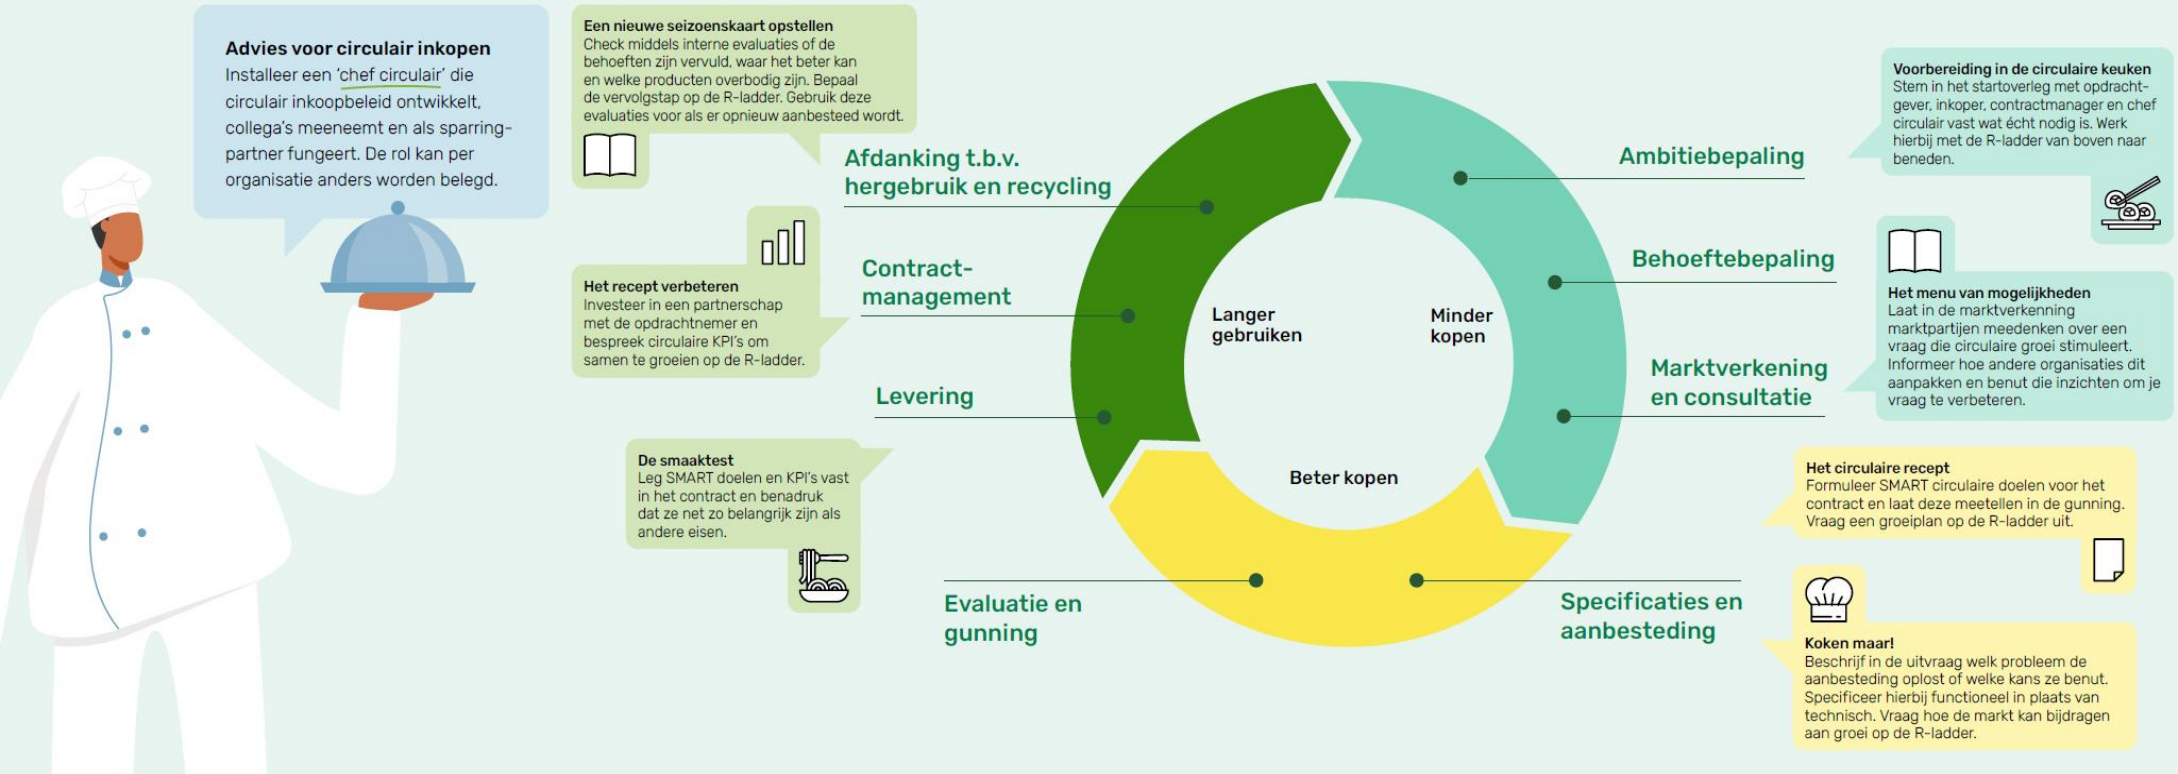 Advies voor circulair inkopen
Installeer een ‘chef circulair’ die
circulair inkoopbeleid ontwikkelt,
collega's meeneemt en als sparring-
partner fungeert. De rol kan per
organisatie anders worden belegd.
Een nieuwe seizoenskaart opstellen
Check middels interne evaluaties of de
behoeften zijn vervuld, waar het beter kan
en welke producten overbodig zijn. Bepaal
de vervolgstap op de R-ladder. Gebruik deze
evaluaties voor als er opnieuw aanbesteed wordt.
Afdanking t.b.v.
hergebruik en recycling
Het recept verbeteren
Investeer in een partnerschap
met de opdrachtnemer en
bespreek circulaire KPI's om
samen te groeien op de R-ladder.
Contract-
management
Levering
De smaaktest
Leg SMART doelen en KPI's vast
in het contract en benadruk
dat ze net zo belangrijk zijn als
andere eisen.
Evaluatie en
gunning
Langer
gebruiken
Minder
kopen
Beter kopen
Ambitiebepaling
Voorbereiding in de circulaire keuken
Stem in het startoverleg met opdracht-
gever, inkoper, contractmanager en chef
circulair vast wat écht nodig is. Werk
hierbij met de R-ladder van boven naar
beneden.
Behoeftebepaling
Het menu van mogelijkheden
Laat in de marktverkenning
marktpartijen meedenken over een
vraag die circulaire groei stimuleert.
Informeer hoe andere organisaties dit
aanpakken en benut die inzichten om je
vraag te verbeteren.
Marktverkening
en consultatie
Het circulaire recept
Formuleer SMART circulaire doelen voor het
contract en laat deze meetellen in de gunning.
Vraag een groeiplan op de R-ladder uit.
Specificaties en
aanbesteding
Koken maar!
Beschrijf in de uitvraag welk probleem de
aanbesteding oplost of welke kans ze benut.
Specificeer hierbij functioneel in plaats van
technisch. Vraag hoe de markt kan bijdragen
aan groei op de R-ladder.